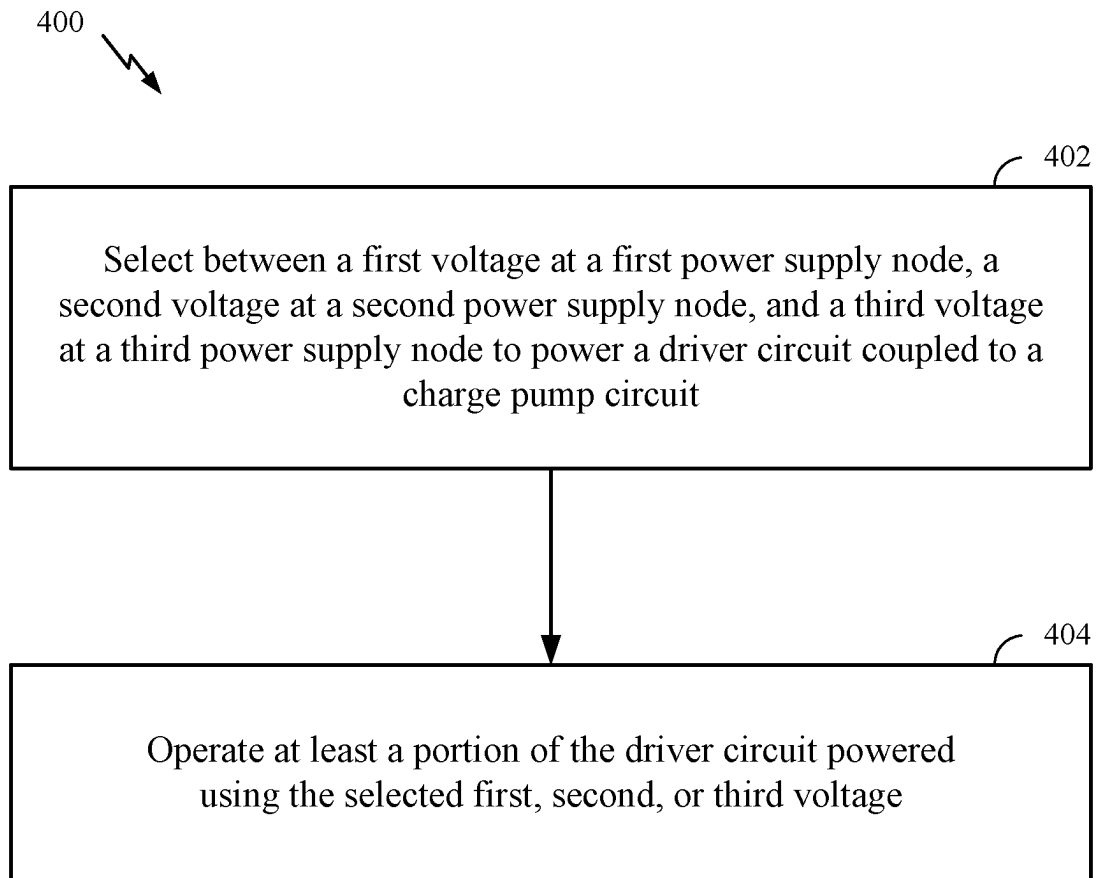 400
402
Select between a first voltage at a first power supply node, a
second voltage at a second power supply node, and a third voltage
at a third power supply node to power a driver circuit coupled to a
charge pump circuit
404
Operate at least a portion of the driver circuit powered
using the selected first, second, or third voltage